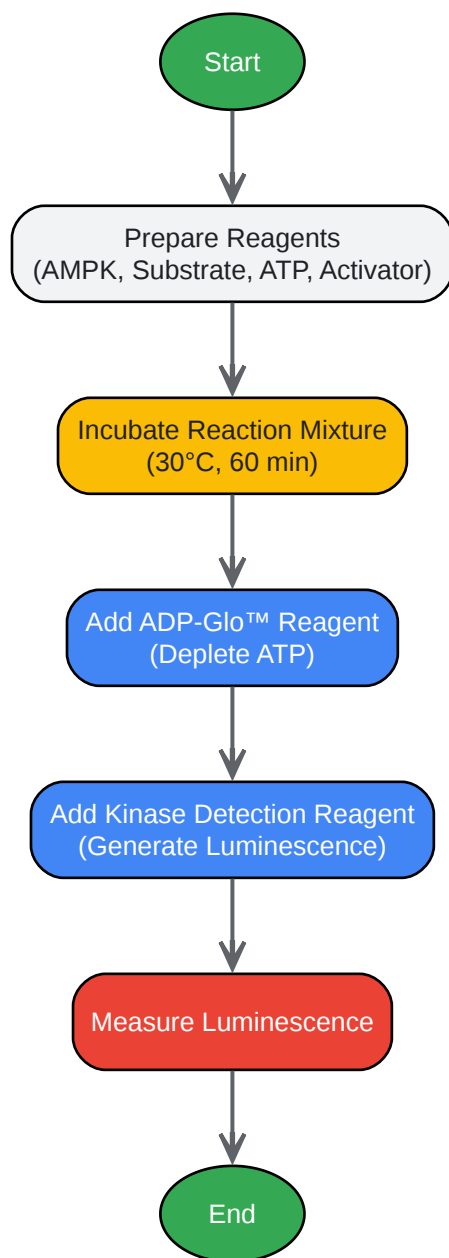 Start
Prepare Reagents
(AMPK, Substrate, ATP, Activator)
Incubate Reaction Mixture
(30°C, 60 min)
Add ADP-Glo™ Reagent
(Deplete ATP)
Add Kinase Detection Reagent
(Generate Luminescence)
Measure Luminescence
End